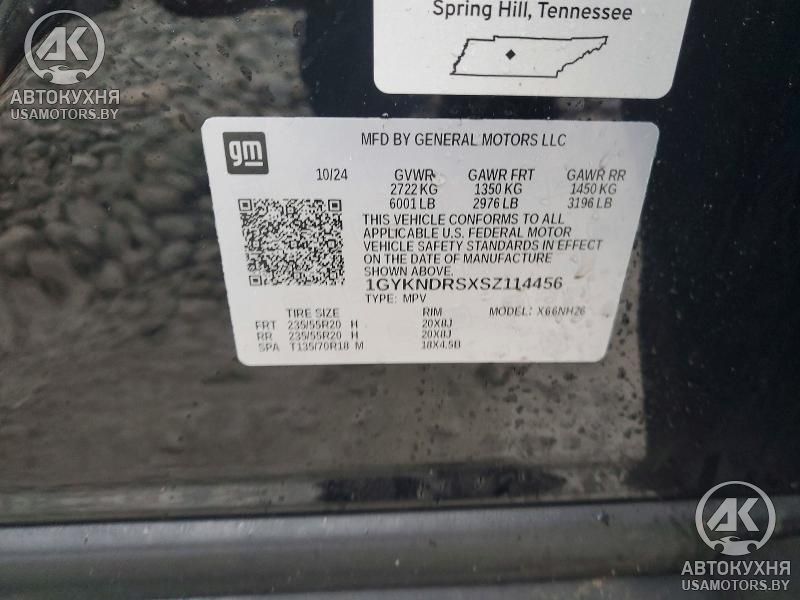 Spring Hill, Tennessee
AK
АВТОКУХНЯ
USAMOTORS.BY
gm
MFD BY GENERAL MOTORS LLC
10/24 GVWR GAWR FRT GAWR RR
2722 KG 1350 KG 1450 KG
6001 LB 2976 LB 3196 LB
THIS VEHICLE CONFORMS TO ALL
APPLICABLE U.S. FEDERAL MOTOR
VEHICLE SAFETY STANDARDS IN EFFECT
ON THE DATE OF MANUFACTURE
SHOWN ABOVE.
1GYKNDRSXSZ114456
TYPE: MPV MODEL: X66NH26
TIRE SIZE RIM
FRT 235/55R20 H 20X8J
RR 235/55R20 H 20X8J
SPA T135/70R18 M 18X4.5B
AK
АВТОКУХНЯ
USAMOTORS.BY